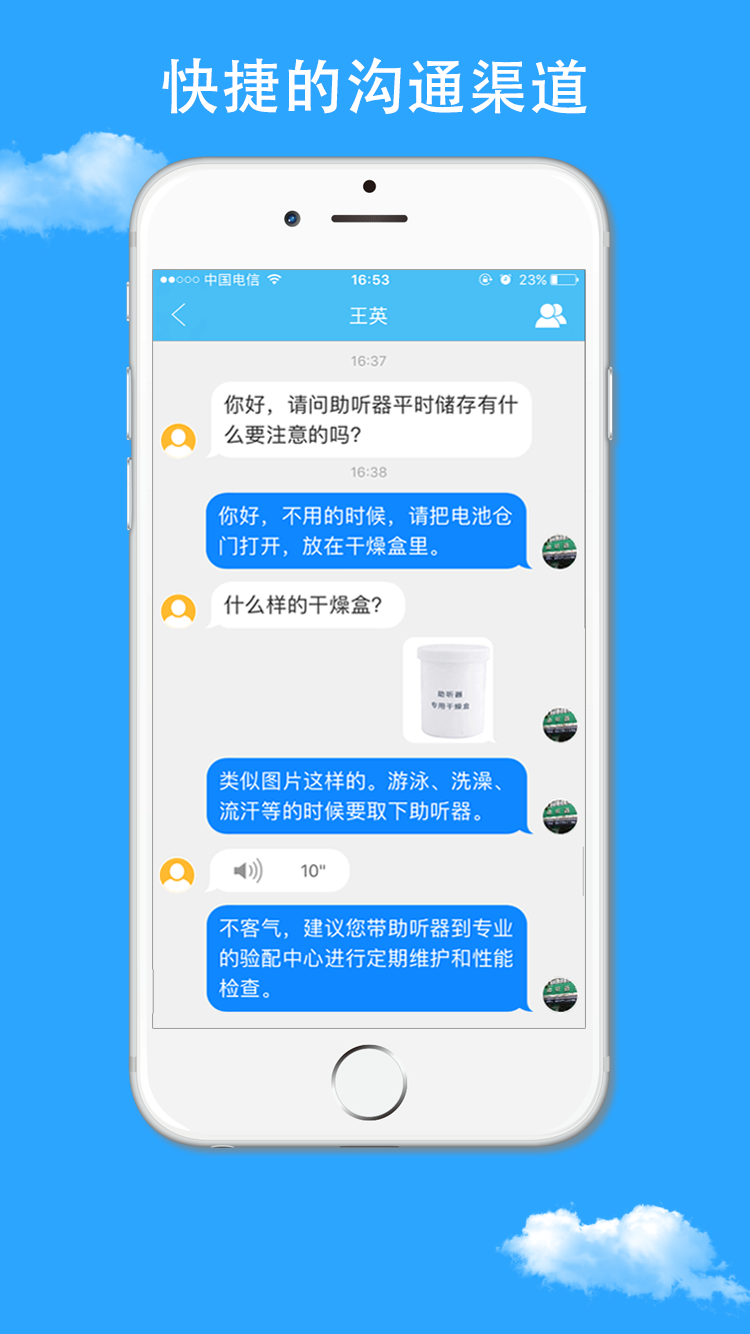 快捷的沟通渠道
中国电信 16:53 23%
王英
16:37
你好，请问助听器平时储存有什
么要注意的吗?
16:38
你好，不用的时候，请把电池仓
门打开，放在干燥盒里。
什么样的干燥盒?
助听器
专用干燥盒
类似图片这样的。游泳、洗澡、
流汗等的时候要取下助听器。
10"
不客气，建议您带助听器到专业
的验配中心进行定期维护和性能
检查。